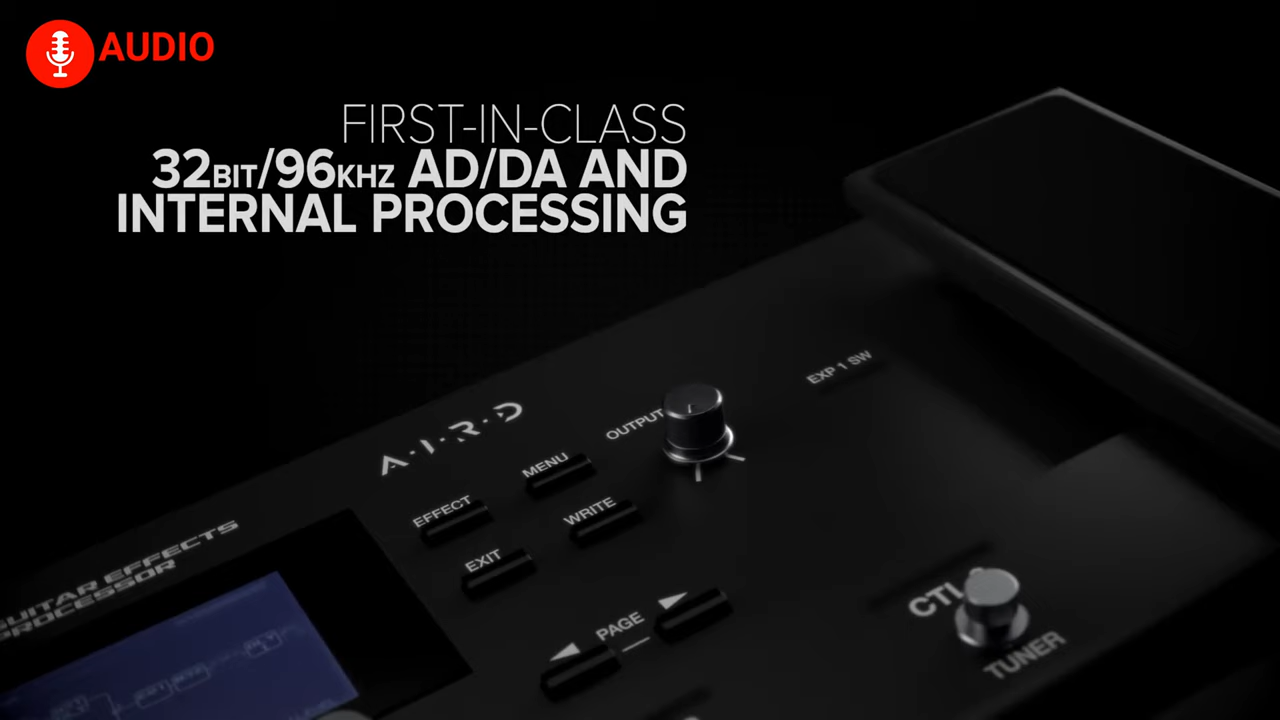 AUDIO
FIRST-IN-CLASS
32BIT/96KHZ AD/DA AND
INTERNAL PROCESSING
EXP 1 SW
A·I·R·D
OUTPUT
MENU
EFFECT
WRITE
EXIT
GUITAR EFFECTS
PROCESSOR
PAGE
CTL
TUNER